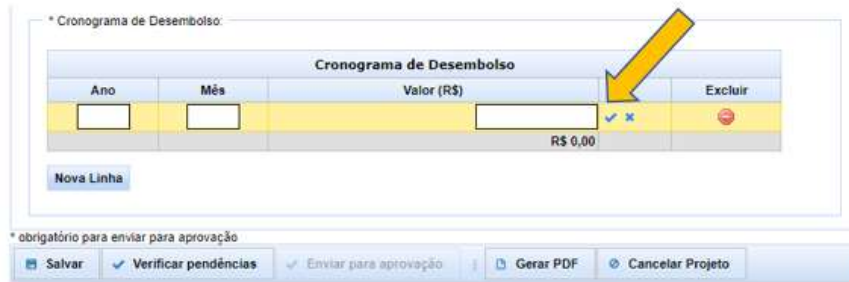 * Cronograma de Desembolso:
Cronograma de Desembolso
Ano Mês Valor (R$) Excluir
R$ 0,00
Nova Linha
* obrigatório para enviar para aprovação
Salvar Verificar pendências Enviar para aprovação Gerar PDF Cancelar Projeto